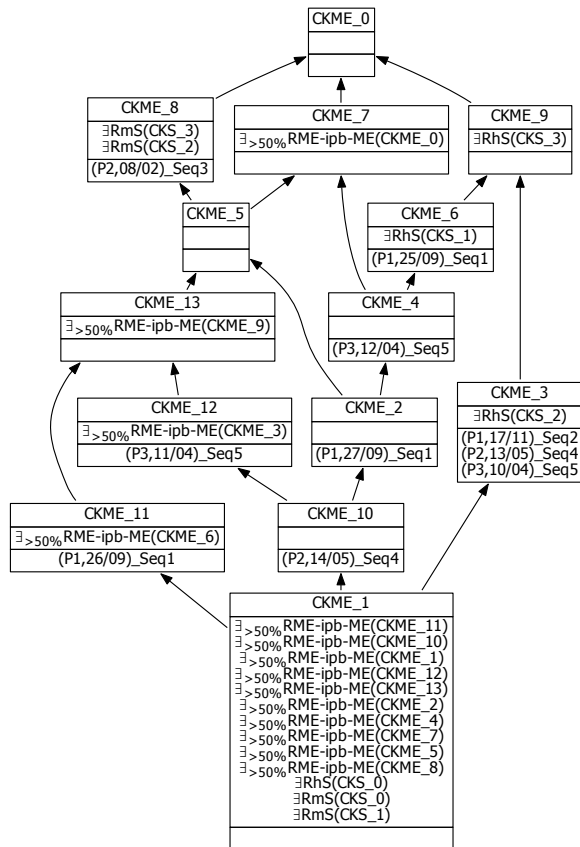 CKME_0
CKME_8
∃RmS(CKS_3)
∃RmS(CKS_2)
(P2,08/02)_Seq3
CKME_7
∃>50%RME-ipb-ME(CKME_0)
CKME_9
∃RhS(CKS_3)
CKME_5
CKME_6
∃RhS(CKS_1)
(P1,25/09)_Seq1
CKME_13
∃>50%RME-ipb-ME(CKME_9)
CKME_4
(P3,12/04)_Seq5
CKME_12
∃>50%RME-ipb-ME(CKME_3)
(P3,11/04)_Seq5
CKME_2
(P1,27/09)_Seq1
CKME_3
∃RhS(CKS_2)
(P1,17/11)_Seq2
(P2,13/05)_Seq4
(P3,10/04)_Seq5
CKME_11
∃>50%RME-ipb-ME(CKME_6)
(P1,26/09)_Seq1
CKME_10
(P2,14/05)_Seq4
CKME_1
∃>50%RME-ipb-ME(CKME_11)
∃>50%RME-ipb-ME(CKME_10)
∃>50%RME-ipb-ME(CKME_1)
∃>50%RME-ipb-ME(CKME_12)
∃>50%RME-ipb-ME(CKME_13)
∃>50%RME-ipb-ME(CKME_2)
∃>50%RME-ipb-ME(CKME_4)
∃>50%RME-ipb-ME(CKME_7)
∃>50%RME-ipb-ME(CKME_5)
∃>50%RME-ipb-ME(CKME_8)
∃RhS(CKS_0)
∃RmS(CKS_0)
∃RmS(CKS_1)